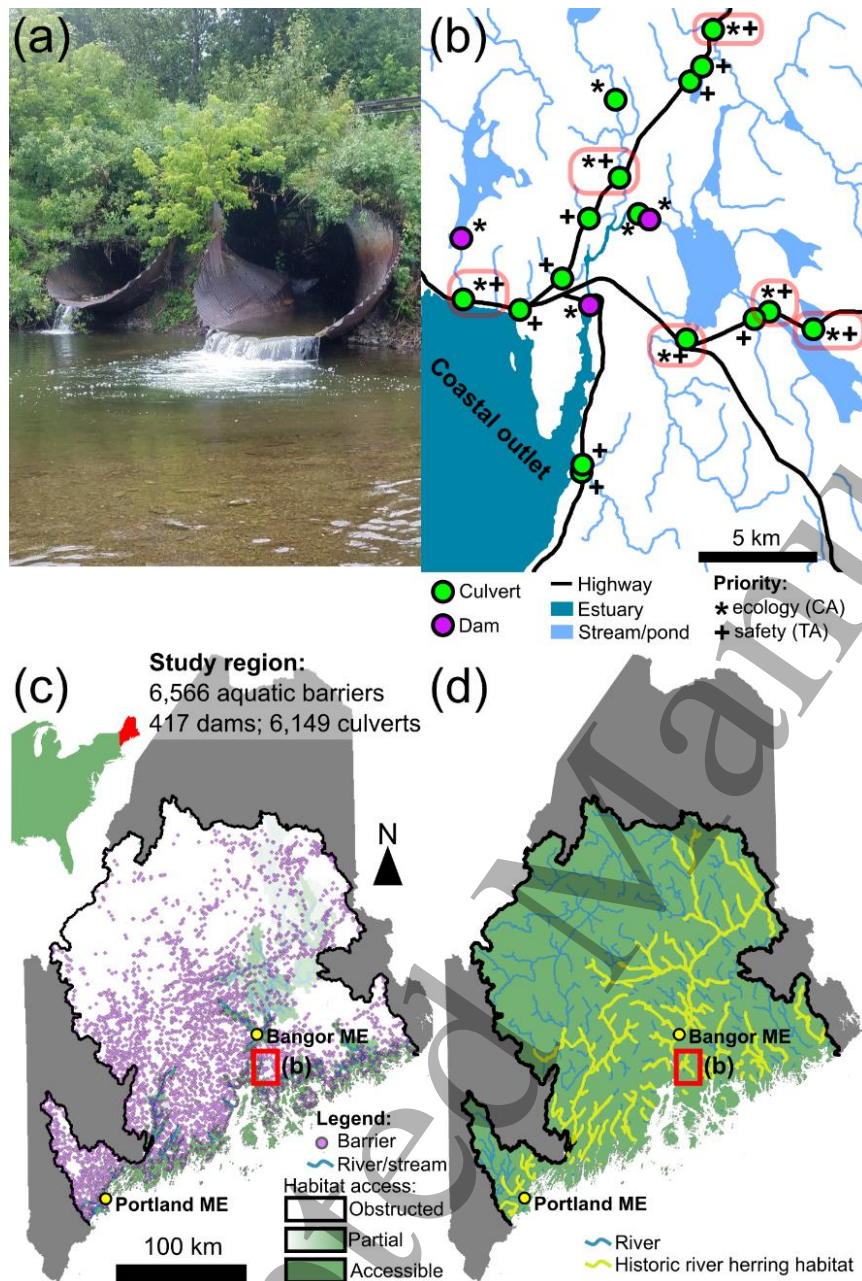 (a)
(b)
*+
+
+
*
*+
*
*
+
*
+
*+
+
*
*+
+
*+
*+
Coastal outlet
+
+
5 km
Culvert
Dam
Highway
Estuary
Stream/pond
Priority:
* ecology (CA)
+ safety (TA)
(c)
Study region:
6,566 aquatic barriers
417 dams; 6,149 culverts
(d)
N
Bangor ME
(b)
Legend:
Barrier
River/stream
Habitat access:
Obstructed
Partial
Accessible
Portland ME
100 km
Bangor ME
(b)
Portland ME
River
Historic river herring habitat